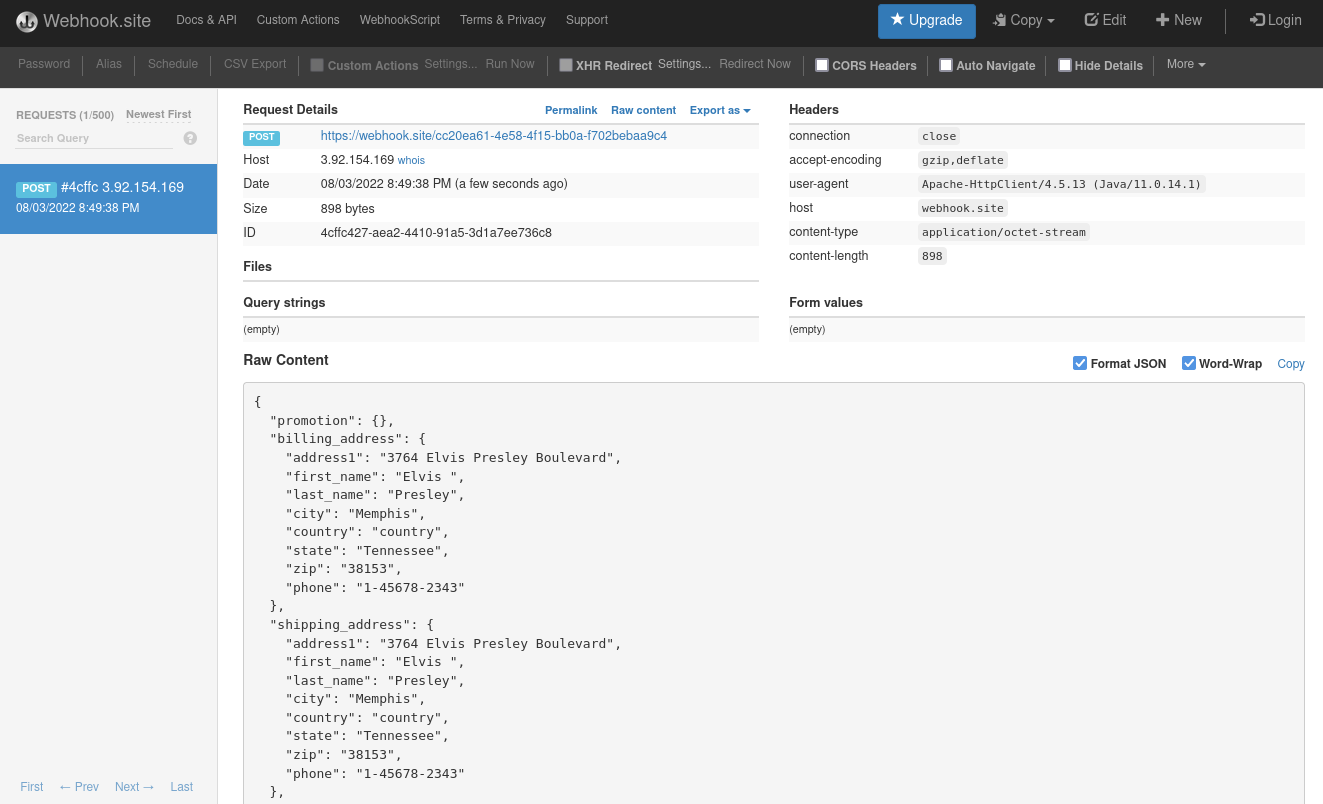 Webhook.site Docs & API Custom Actions WebhookScript Terms & Privacy Support Upgrade Copy Edit New Login
Password Alias Schedule CSV Export Custom Actions Settings... Run Now XHR Redirect Settings... Redirect Now CORS Headers Auto Navigate Hide Details More
REQUESTS (1/500) Newest First
Search Query ?
POST #4cffc 3.92.154.169
08/03/2022 8:49:38 PM
First ← Prev Next → Last
Request Details Permalink Raw content Export as
POST https://webhook.site/cc20ea61-4e58-4f15-bb0a-f702bebaa9c4
Host 3.92.154.169 whois
Date 08/03/2022 8:49:38 PM (a few seconds ago)
Size 898 bytes
ID 4cffc427-aea2-4410-91a5-3d1a7ee736c8
Files
Headers
connection close
accept-encoding gzip,deflate
user-agent Apache-HttpClient/4.5.13 (Java/11.0.14.1)
host webhook.site
content-type application/octet-stream
content-length 898
Query strings
(empty)
Form values
(empty)
Raw Content Format JSON Word-Wrap Copy
{
"promotion": {},
"billing_address": {
"address1": "3764 Elvis Presley Boulevard",
"first_name": "Elvis ",
"last_name": "Presley",
"city": "Memphis",
"country": "country",
"state": "Tennessee",
"zip": "38153",
"phone": "1-45678-2343"
},
"shipping_address": {
"address1": "3764 Elvis Presley Boulevard",
"first_name": "Elvis ",
"last_name": "Presley",
"city": "Memphis",
"country": "country",
"state": "Tennessee",
"zip": "38153",
"phone": "1-45678-2343"
},